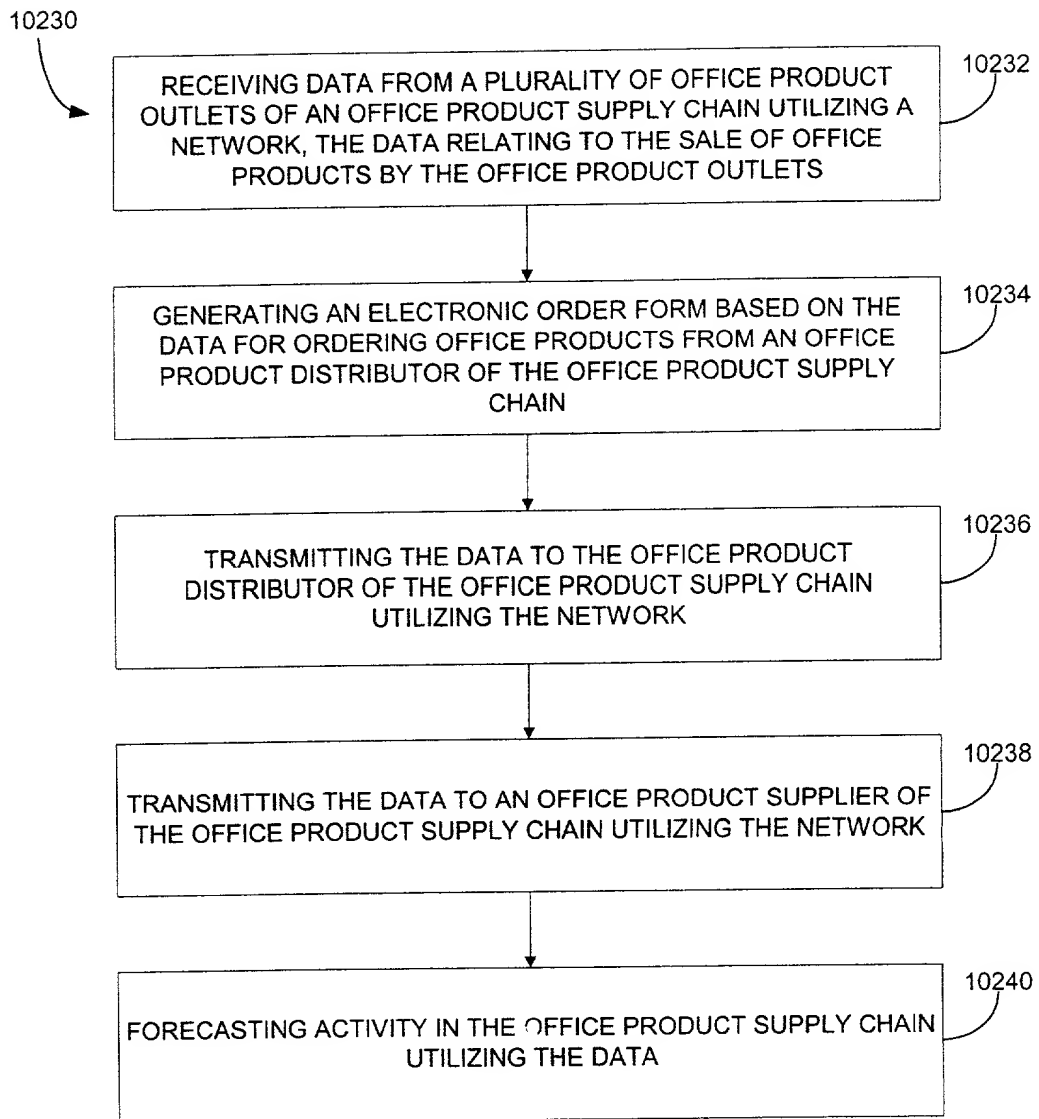 10230
RECEIVING DATA FROM A PLURALITY OF OFFICE PRODUCT
OUTLETS OF AN OFFICE PRODUCT SUPPLY CHAIN UTILIZING A
NETWORK, THE DATA RELATING TO THE SALE OF OFFICE
PRODUCTS BY THE OFFICE PRODUCT OUTLETS
10232
GENERATING AN ELECTRONIC ORDER FORM BASED ON THE
DATA FOR ORDERING OFFICE PRODUCTS FROM AN OFFICE
PRODUCT DISTRIBUTOR OF THE OFFICE PRODUCT SUPPLY
CHAIN
10234
TRANSMITTING THE DATA TO THE OFFICE PRODUCT
DISTRIBUTOR OF THE OFFICE PRODUCT SUPPLY CHAIN
UTILIZING THE NETWORK
10236
TRANSMITTING THE DATA TO AN OFFICE PRODUCT SUPPLIER OF
THE OFFICE PRODUCT SUPPLY CHAIN UTILIZING THE NETWORK
10238
FORECASTING ACTIVITY IN THE OFFICE PRODUCT SUPPLY CHAIN
UTILIZING THE DATA
10240